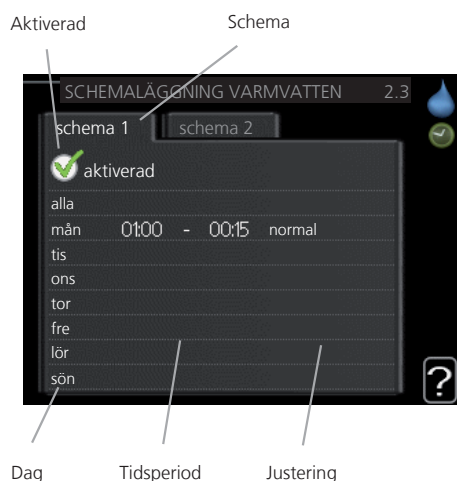 Aktiverad Schema
SCHEMALÄGGNING VARMVATTEN 2.3
schema 1 schema 2
aktiverad
alla
mån 01:00 - 00:15 normal
tis
ons
tor
fre
lör
sön
?
Dag Tidsperiod Justering